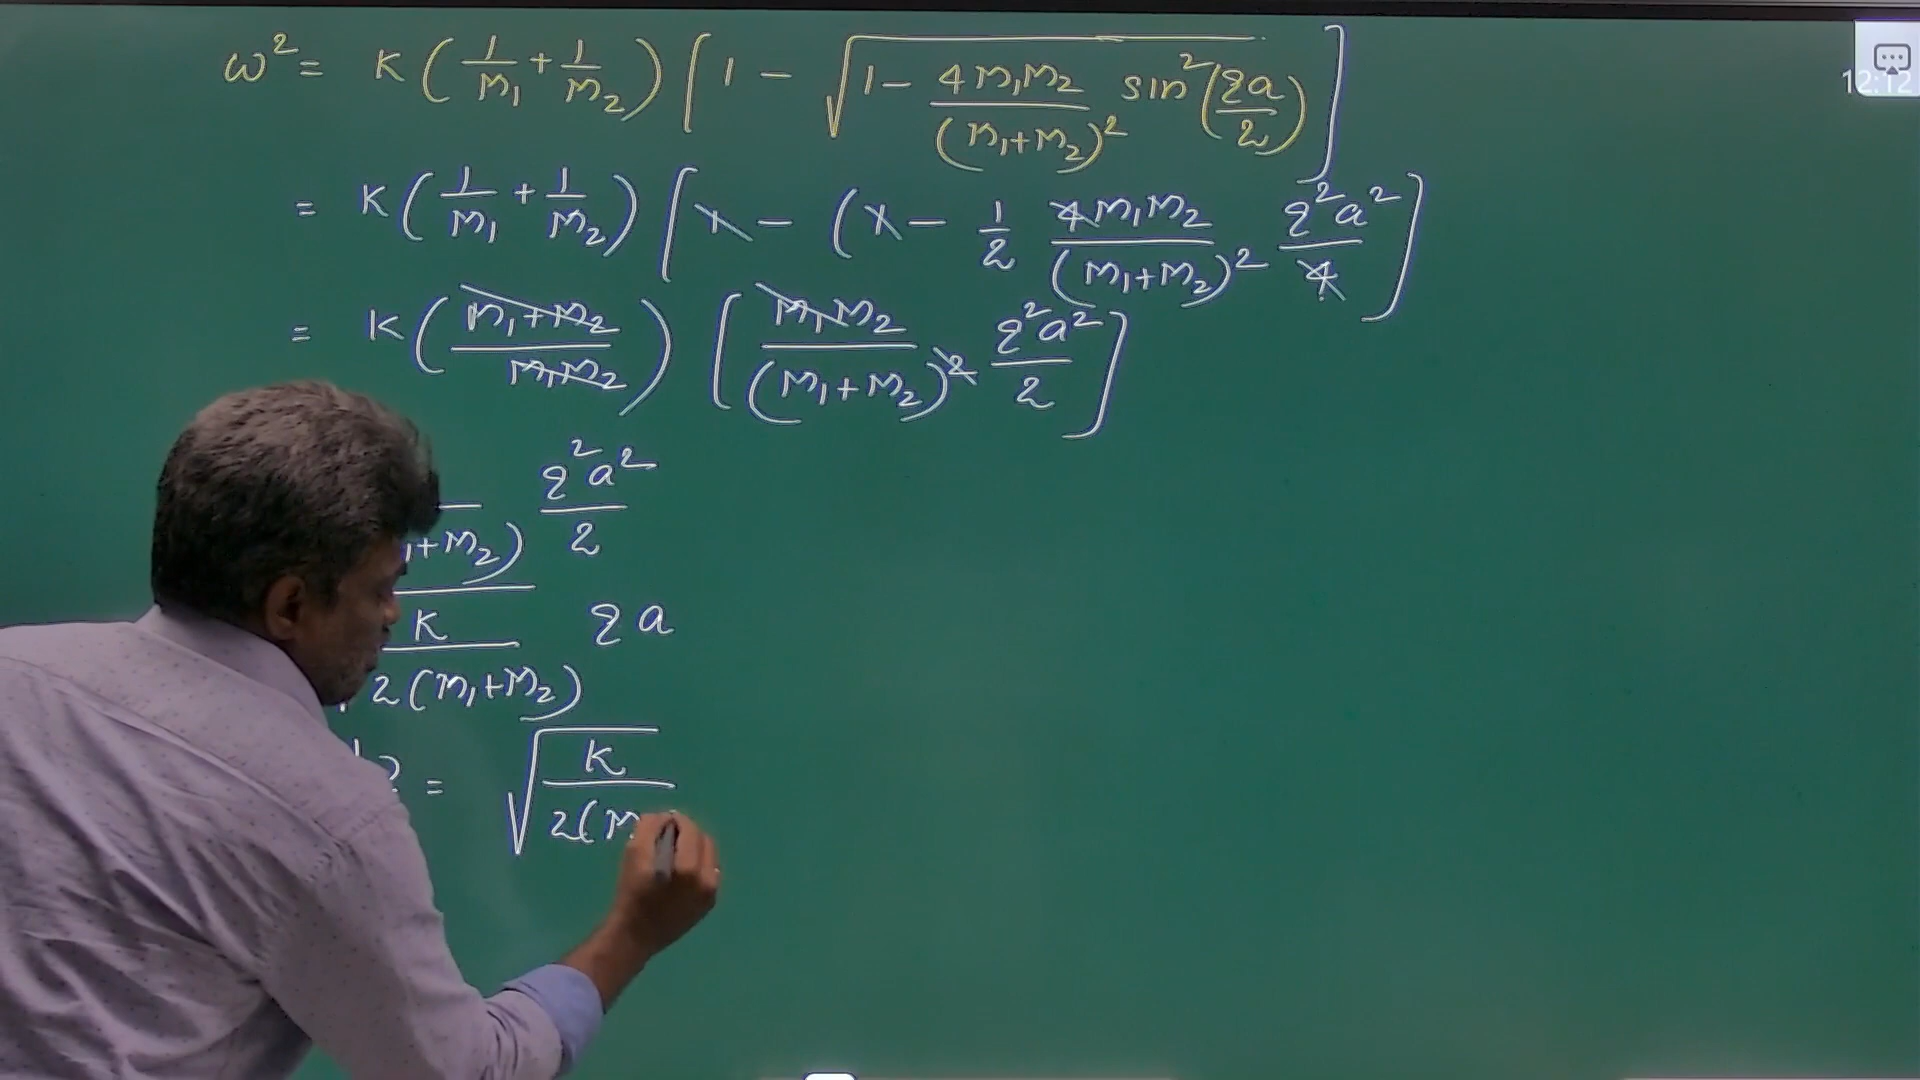 ω² = K (1/m₁ + 1/m₂) [1 − √(1 − 4m₁m₂/(m₁+m₂)² sin²(qa/2))]
12:12
= K (1/m₁ + 1/m₂) [1 − (1 − 1/2 4m₁m₂/(m₁+m₂)² q²a²/4]
= K (m₁+m₂/m₁m₂) [m₁m₂/(m₁+m₂)² q²a²/2]
+m₂) q²a²/2
K/2(m₁+m₂) qa
= √K/2(m